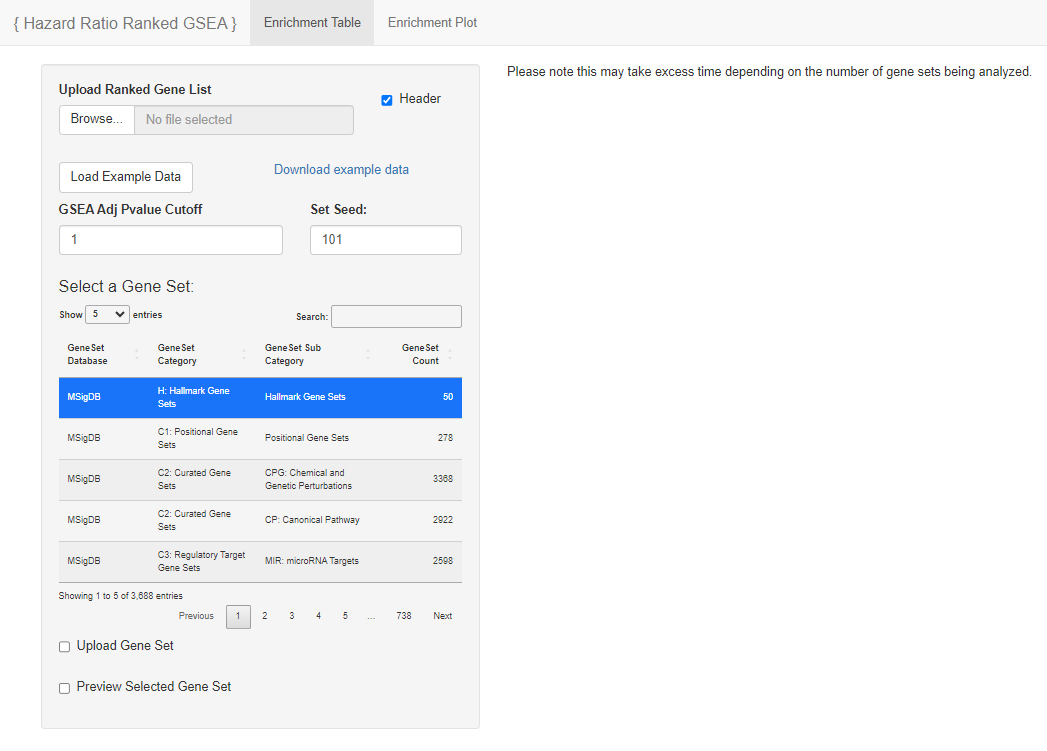 { Hazard Ratio Ranked GSEA } Enrichment Table Enrichment Plot
Please note this may take excess time depending on the number of gene sets being analyzed.
Upload Ranked Gene List
Header
Browse... No file selected
Load Example Data Download example data
GSEA Adj Pvalue Cutoff Set Seed:
1 101
Select a Gene Set:
Show 5 entries Search:
GeneSet Database GeneSet Category GeneSet Sub Category GeneSet Count
MSigDB H: Hallmark Gene Sets Hallmark Gene Sets 50
MSigDB C1: Positional Gene Sets Positional Gene Sets 278
MSigDB C2: Curated Gene Sets CPG: Chemical and Genetic Perturbations 3368
MSigDB C2: Curated Gene Sets CP: Canonical Pathway 2922
MSigDB C3: Regulatory Target Gene Sets MIR: microRNA Targets 2598
Showing 1 to 5 of 3,688 entries
Previous 1 2 3 4 5 ... 738 Next
Upload Gene Set
Preview Selected Gene Set